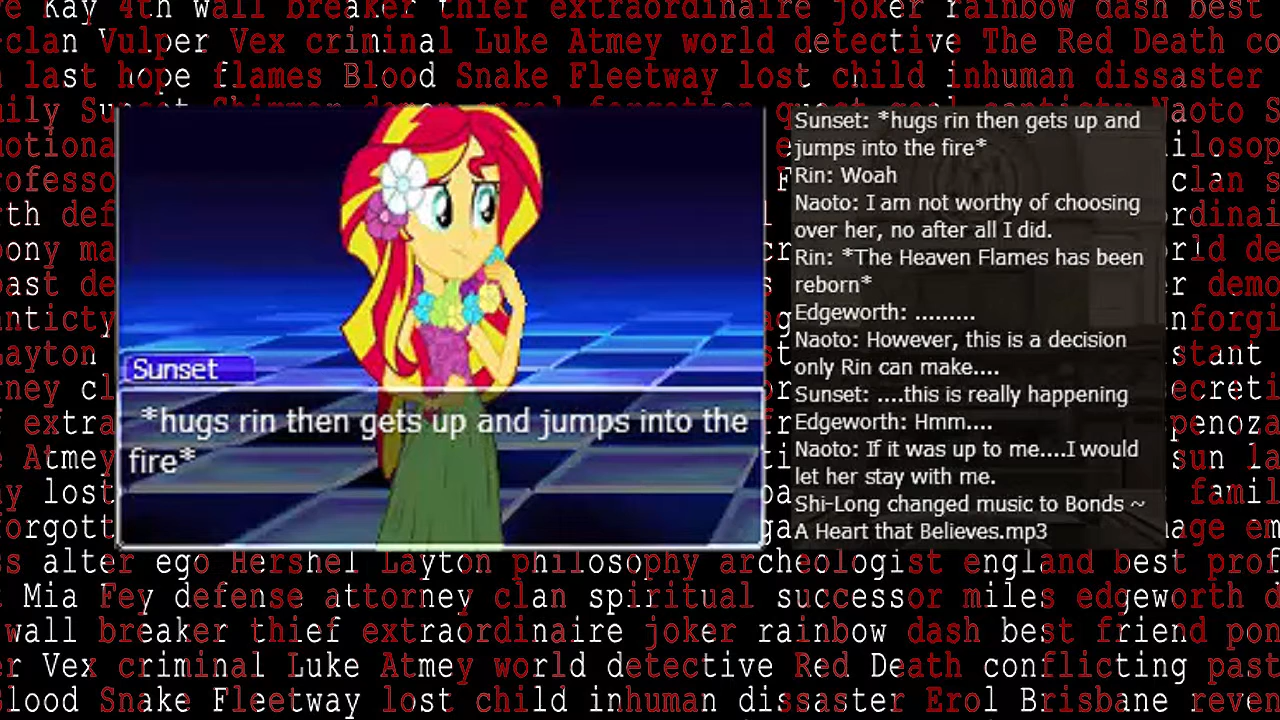 Kay 4th wall breaker thief extraordinaire joker rainbow dash best
clan Vulper Vex criminal Luke Atmey world detective The Red Death co
last hope flames Blood Snake Fleetway lost child inhuman dissaster
Sunset
*hugs rin then gets up and jumps into the
fire*
Sunset: *hugs rin then gets up and
jumps into the fire*
Rin: Woah
Naoto: I am not worthy of choosing
over her, no after all I did.
Rin: *The Heaven Flames has been
reborn*
Edgeworth: .........
Naoto: However, this is a decision
only Rin can make....
Sunset: ....this is really happening
Edgeworth: Hmm....
Naoto: If it was up to me....I would
let her stay with me.
Shi-Long changed music to Bonds ~
A Heart that Believes.mp3
ss alter ego Hershel Layton philosophy archeologist england best prof
Mia Fey defense attorney clan spiritual successor miles edgeworth d
wall breaker thief extraordinaire joker rainbow dash best friend pon
er Vex criminal Luke Atmey world detective Red Death conflicting past
Blood Snake Fleetway lost child inhuman dissaster Erol Brisbane reven